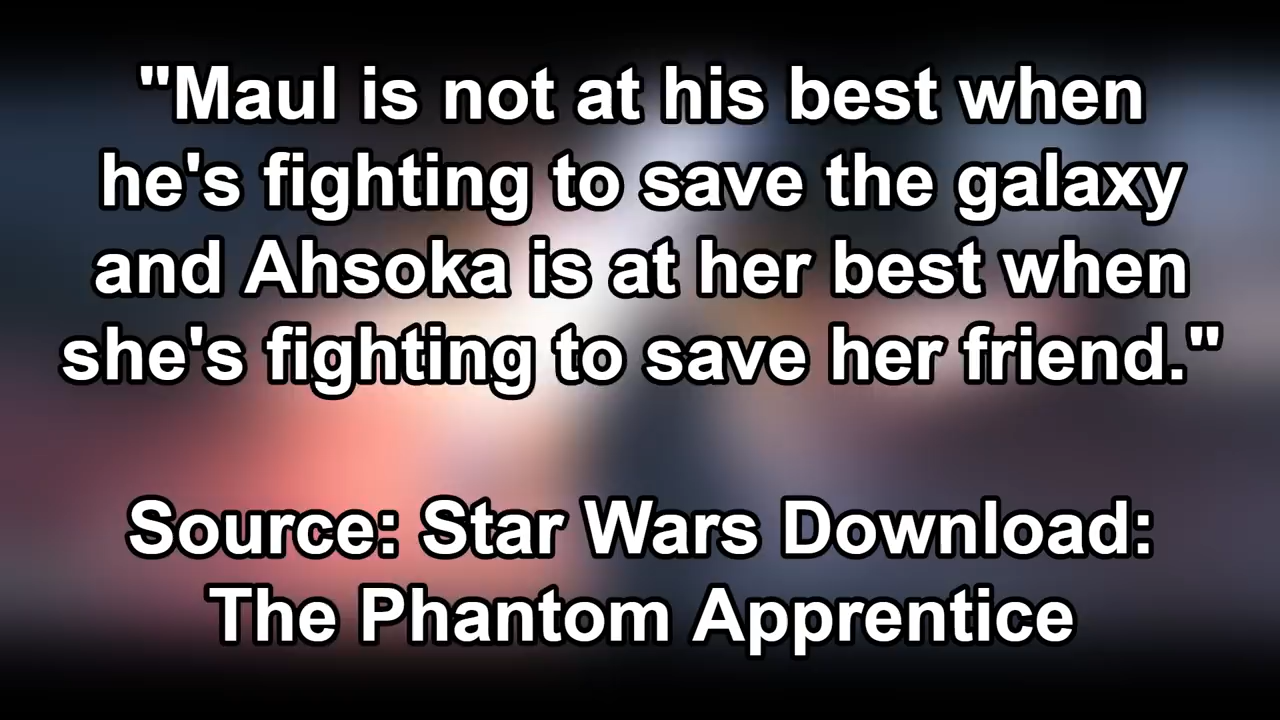 "Maul is not at his best when
he's fighting to save the galaxy
and Ahsoka is at her best when
she's fighting to save her friend."
Source: Star Wars Download:
The Phantom Apprentice